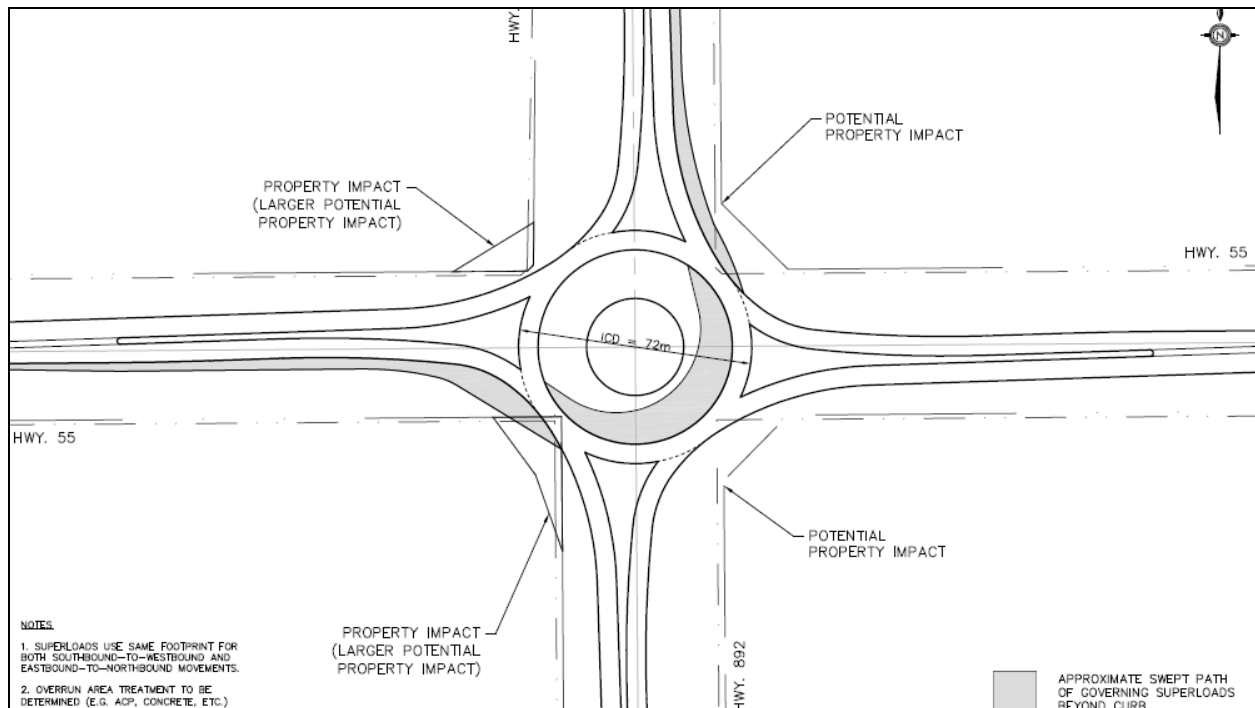 HWY.
N
POTENTIAL
PROPERTY IMPACT
PROPERTY IMPACT
(LARGER POTENTIAL
PROPERTY IMPACT)
HWY. 55
ICD = 72m
HWY. 55
POTENTIAL
PROPERTY IMPACT
NOTES
1. SUPERLOADS USE SAME FOOTPRINT FOR
BOTH SOUTHBOUND-TO-WESTBOUND AND
EASTBOUND-TO-NORTHBOUND MOVEMENTS.
2. OVERRUN AREA TREATMENT TO BE
DETERMINED (E.G. ACP, CONCRETE, ETC.)
PROPERTY IMPACT
(LARGER POTENTIAL
PROPERTY IMPACT)
HWY. 892
APPROXIMATE SWEPT PATH
OF GOVERNING SUPERLOADS
BEYOND CURB